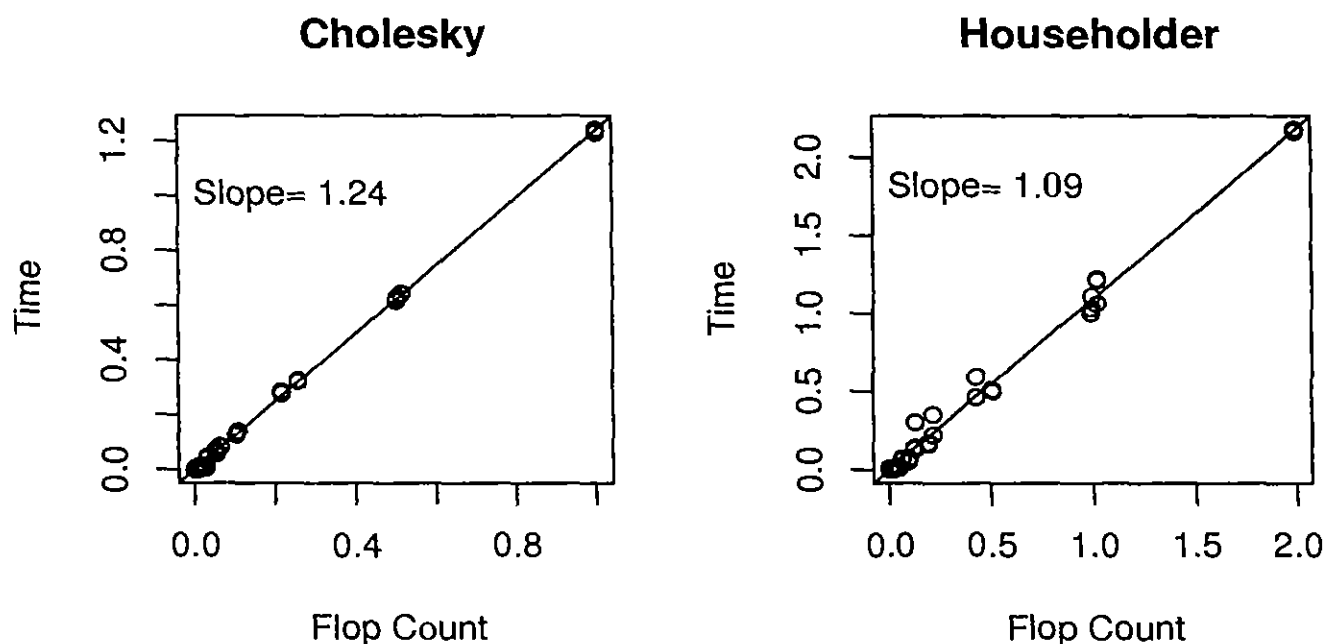 Cholesky
Time
1.2
0.8
0.4
0.0
Slope= 1.24
0.0 0.4 0.8
Flop Count
Householder
Time
2.0
1.5
1.0
0.5
0.0
Slope= 1.09
0.0 0.5 1.0 1.5 2.0
Flop Count